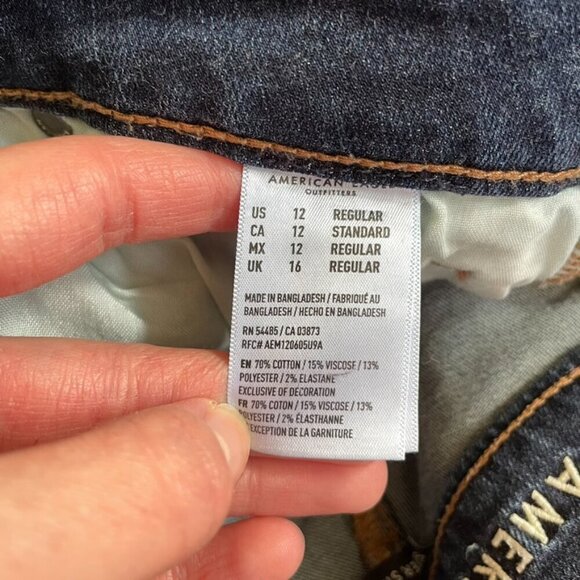 AMERICAN EAGLE
OUTFITTERS
US 12 REGULAR
CA 12 STANDARD
MX 12 REGULAR
UK 16 REGULAR
MADE IN BANGLADESH / FABRIQUÉ AU
BANGLADESH / HECHO EN BANGLADESH
RN 54485 / CA 03873
RFC# AEM120605U9A
EN 70% COTTON / 15% VISCOSE / 13%
POLYESTER / 2% ELASTANE
EXCLUSIVE OF DECORATION
FR 70% COTON / 15% VISCOSE / 13%
POLYESTER / 2% ÉLASTHANNE
EXCEPTION DE LA GARNITURE
AMER